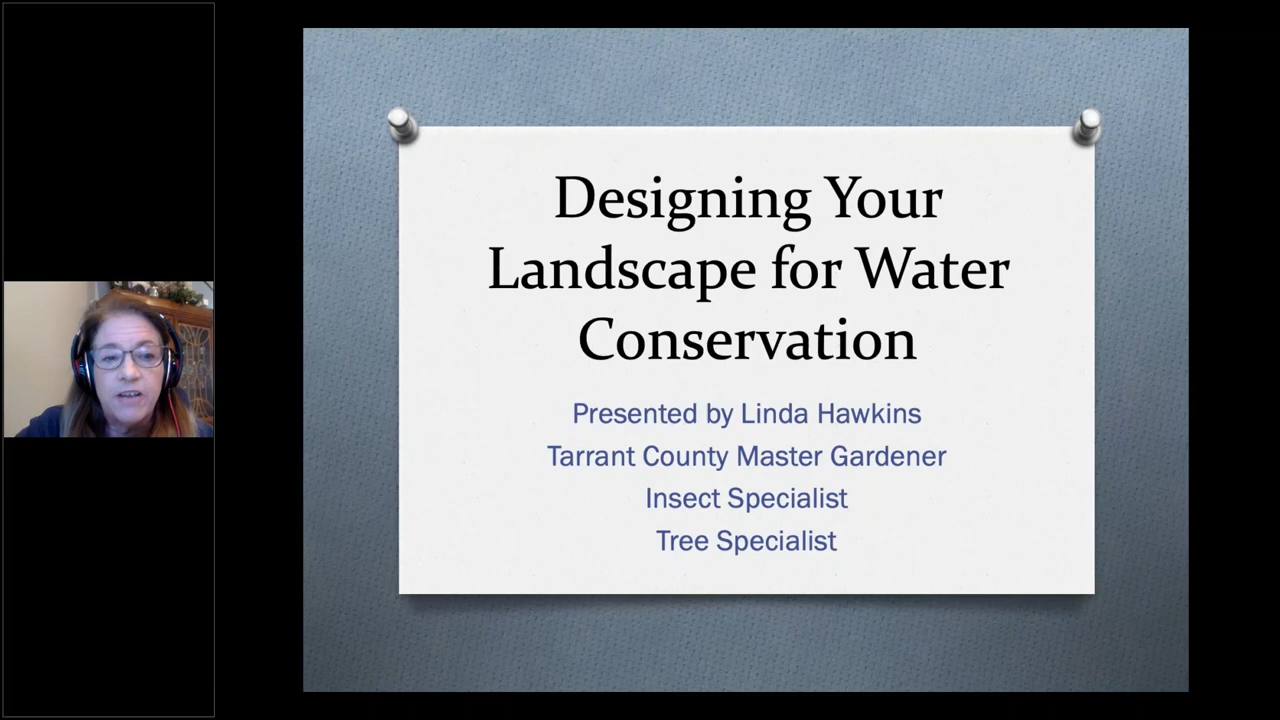 Designing Your
Landscape for Water
Conservation
Presented by Linda Hawkins
Tarrant County Master Gardener
Insect Specialist
Tree Specialist